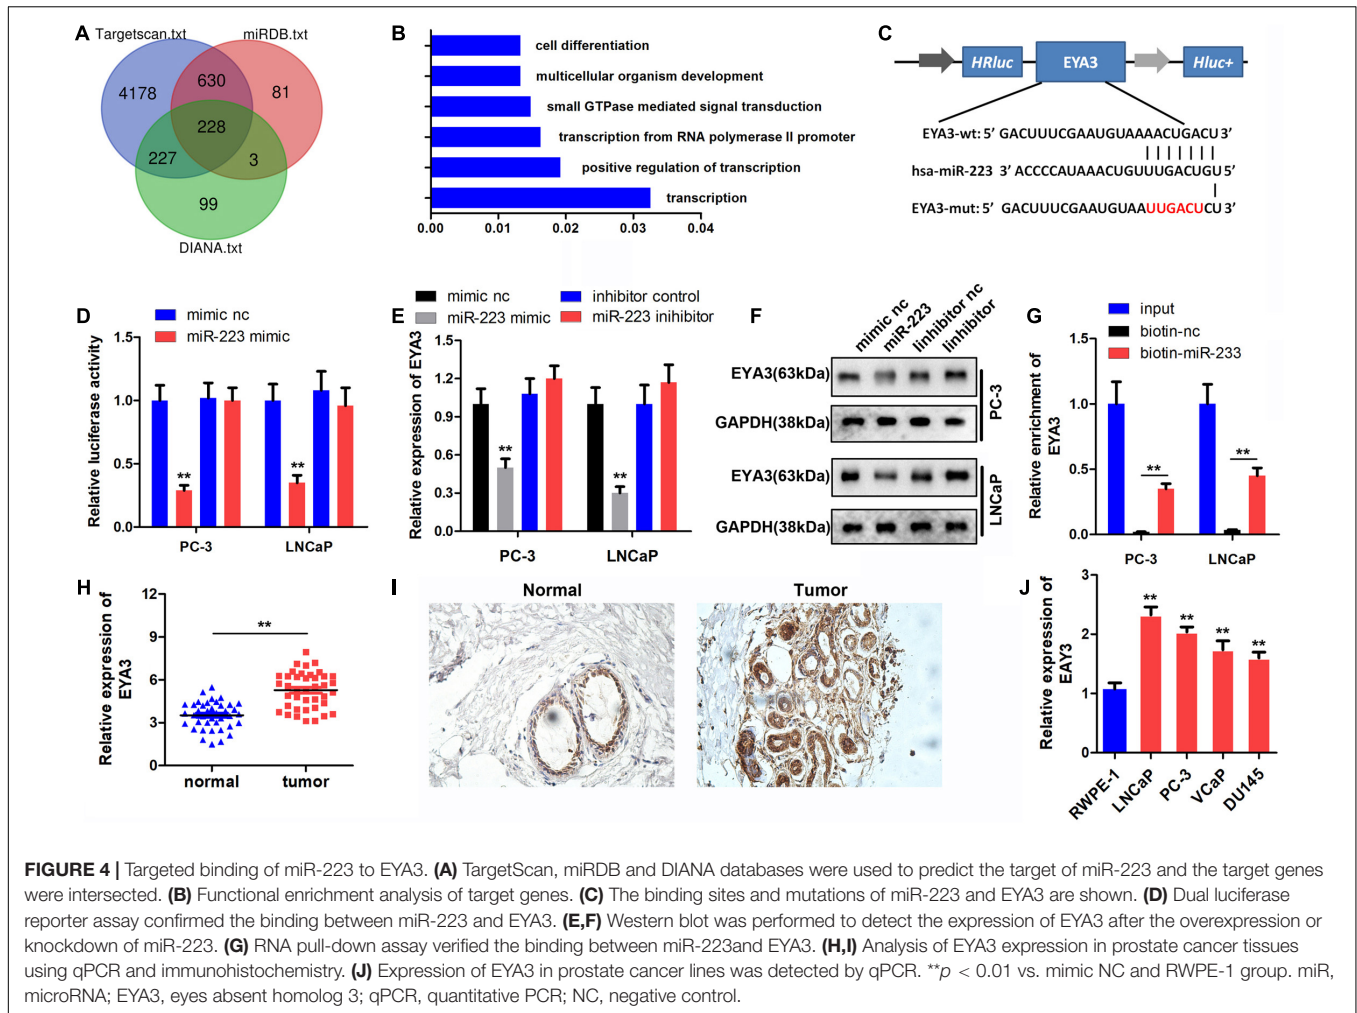 A
Targetscan.txt
miRDB.txt
4178
630
81
228
227
3
99
DIANA.txt
B
cell differentiation
multicellular organism development
small GTPase mediated signal transduction
transcription from RNA polymerase II promoter
positive regulation of transcription
transcription
0.00 0.01 0.02 0.03 0.04
C
HRluc EYA3 Hluc+
EYA3-wt: 5’ GACUUUCGAAUGUAAAACUGACU 3’
hsa-miR-223 3’ ACCCCAUAAACUGUUUGACUGU 5’
EYA3-mut: 5’ GACUUUCGAAUGUAAUUGACUCU 3’
D
mimic nc
miR-223 mimic
Relative luciferase activity
1.5
1.0
0.5
0.0
**
**
PC-3 LNCaP
E
mimic nc
miR-223 mimic
inhibitor control
miR-223 inhibitor
Relative expression of EYA3
1.5
1.2
0.9
0.6
0.3
0.0
**
**
PC-3 LNCaP
F
mimic nc
miR-223
Iinhibitor nc
Iinhibitor
EYA3(63kDa)
GAPDH(38kDa)
PC-3
EYA3(63kDa)
GAPDH(38kDa)
LNCaP
G
input
biotin-nc
biotin-miR-233
Relative enrichment of
EYA3
1.5
1.0
0.5
0.0
**
**
PC-3 LNCaP
H
Relative expression of
EYA3
12
9
6
3
0
**
normal tumor
I
Normal
Tumor
J
Relative expression of
EAY3
3
2
1
0
**
**
**
**
RWPE-1
LNCaP
PC-3
VCaP
DU145
FIGURE 4 | Targeted binding of miR-223 to EYA3. (A) TargetScan, miRDB and DIANA databases were used to predict the target of miR-223 and the target genes
were intersected. (B) Functional enrichment analysis of target genes. (C) The binding sites and mutations of miR-223 and EYA3 are shown. (D) Dual luciferase
reporter assay confirmed the binding between miR-223 and EYA3. (E,F) Western blot was performed to detect the expression of EYA3 after the overexpression or
knockdown of miR-223. (G) RNA pull-down assay verified the binding between miR-223and EYA3. (H,I) Analysis of EYA3 expression in prostate cancer tissues
using qPCR and immunohistochemistry. (J) Expression of EYA3 in prostate cancer lines was detected by qPCR. **p < 0.01 vs. mimic NC and RWPE-1 group. miR,
microRNA; EYA3, eyes absent homolog 3; qPCR, quantitative PCR; NC, negative control.